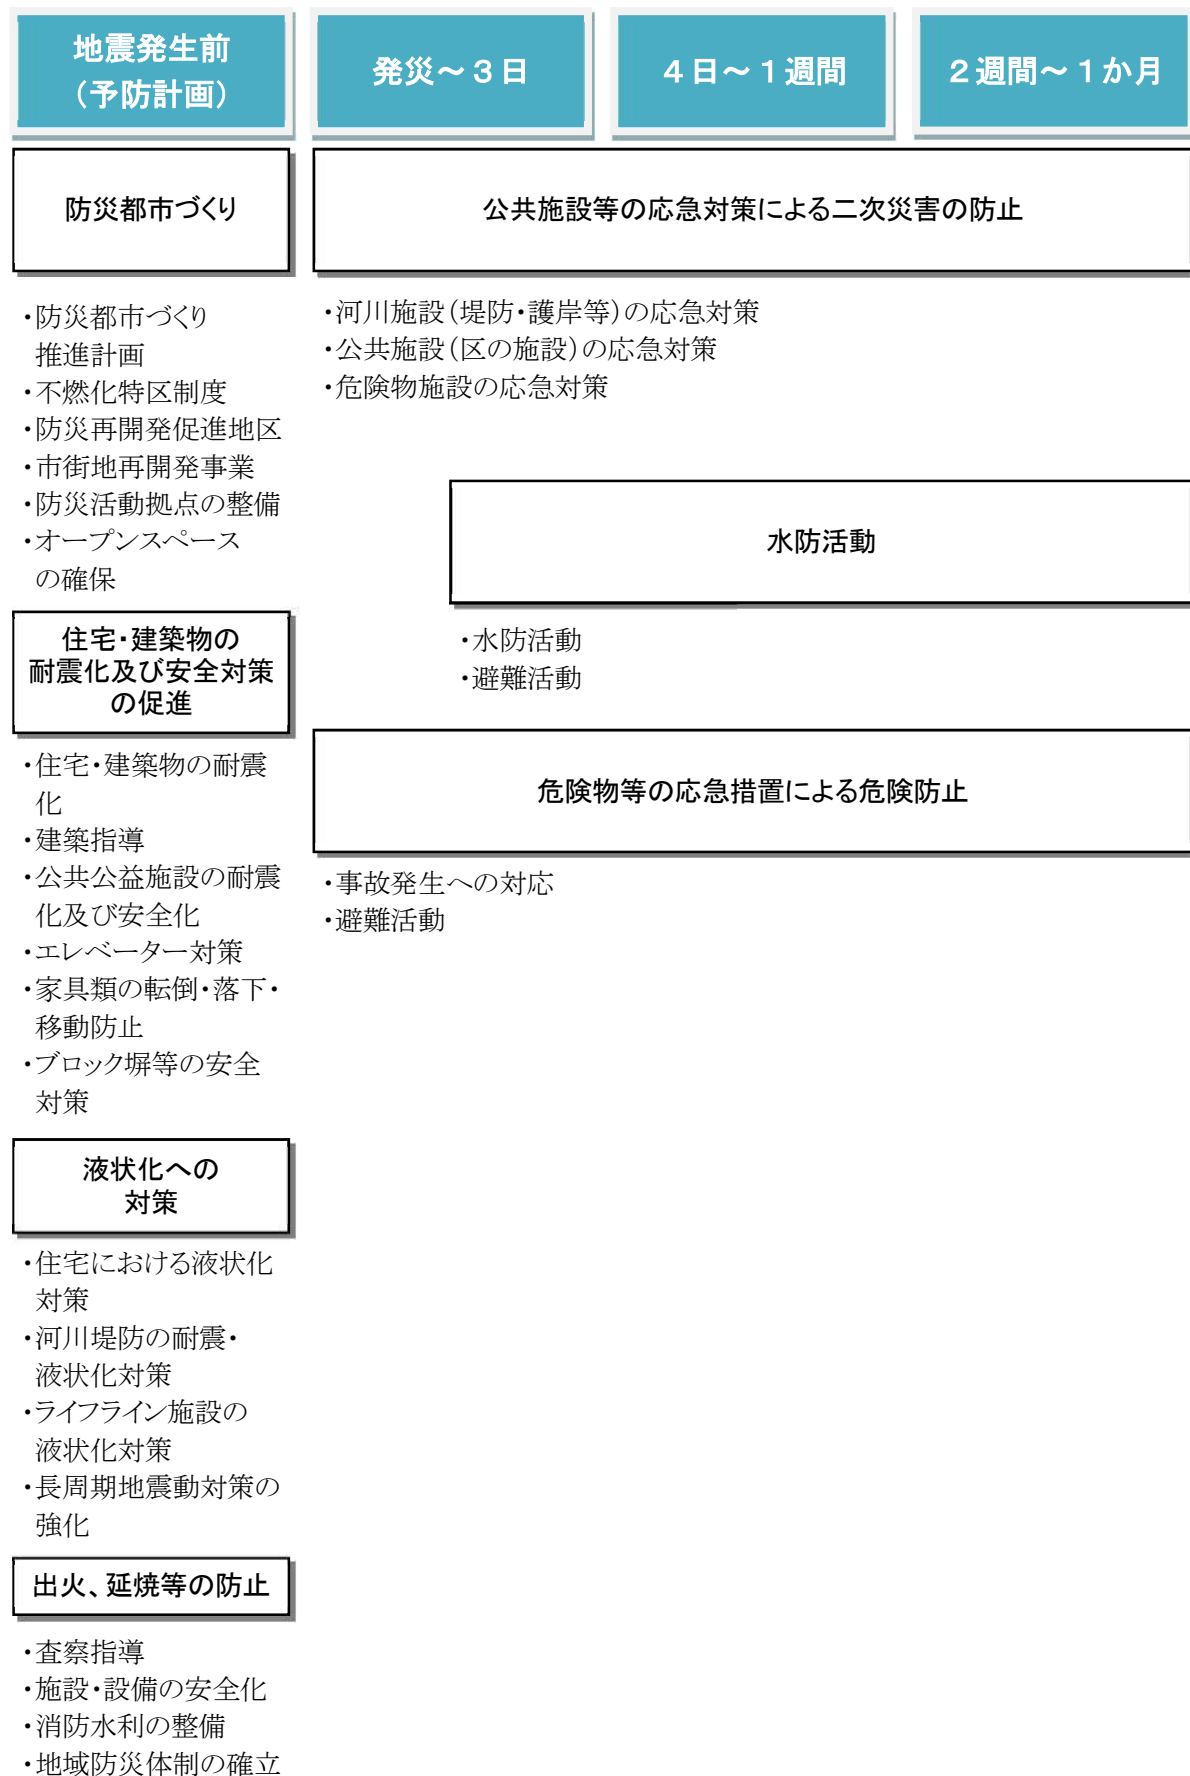 地震発生前
（予防計画）
発災～３日
４日～１週間
２週間～１か月
防災都市づくり
・防災都市づくり
推進計画
・不燃化特区制度
・防災再開発促進地区
・市街地再開発事業
・防災活動拠点の整備
・オープンスペース
の確保
住宅・建築物の
耐震化及び安全対策
の促進
・住宅・建築物の耐震
化
・建築指導
・公共公益施設の耐震
化及び安全化
・エレベーター対策
・家具類の転倒・落下・
移動防止
・ブロック塀等の安全
対策
液状化への
対策
・住宅における液状化
対策
・河川堤防の耐震・
液状化対策
・ライフライン施設の
液状化対策
・長周期地震動対策の
強化
出火、延焼等の防止
・査察指導
・施設・設備の安全化
・消防水利の整備
・地域防災体制の確立
公共施設等の応急対策による二次災害の防止
・河川施設（堤防・護岸等）の応急対策
・公共施設（区の施設）の応急対策
・危険物施設の応急対策
水防活動
・水防活動
・避難活動
危険物等の応急措置による危険防止
・事故発生への対応
・避難活動